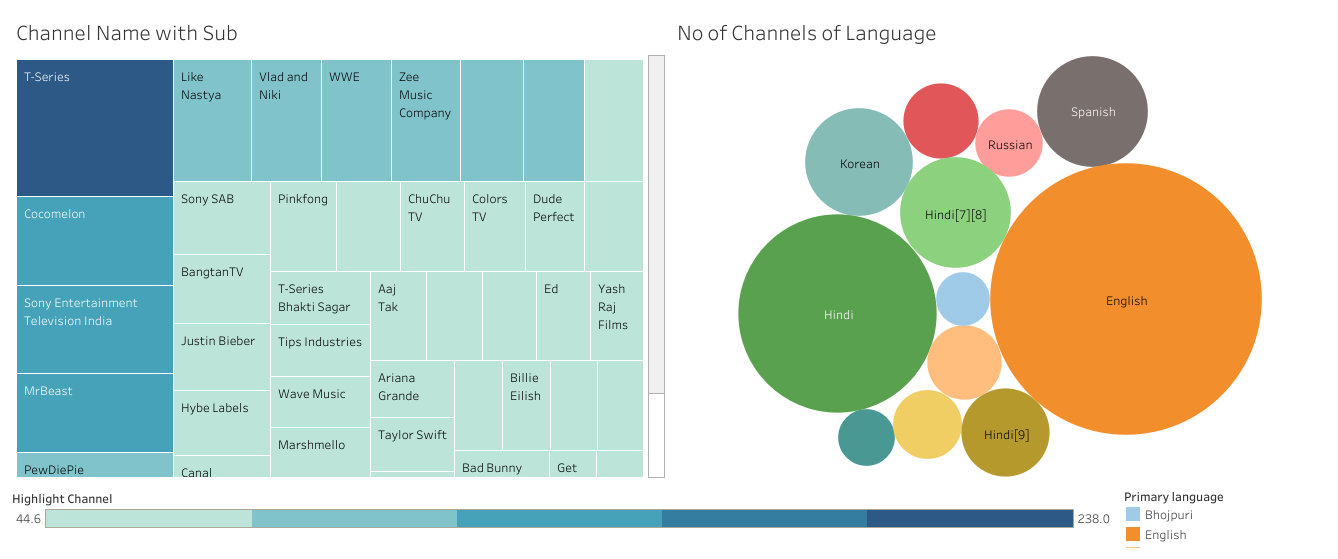 Channel Name with Sub
No of Channels of Language
T-Series
Like
Nastya
Vlad and
Niki
WWE
Zee
Music
Company
Cocomelon
Sony SAB
Pinkfong
ChuChu
TV
Colors
TV
Dude
Perfect
BangtanTV
Sony Entertainment
Television India
T-Series
Bhakti Sagar
Aaj
Tak
Ed
Yash
Raj
Films
Justin Bieber
Tips Industries
MrBeast
Hybe Labels
Wave Music
Ariana
Grande
Billie
Eilish
Marshmello
Taylor Swift
PewDiePie
Canal
Bad Bunny
Get
Spanish
Russian
Korean
Hindi[7][8]
English
Hindi
Hindi[9]
Highlight Channel
44.6
238.0
Primary language
Bhojpuri
English